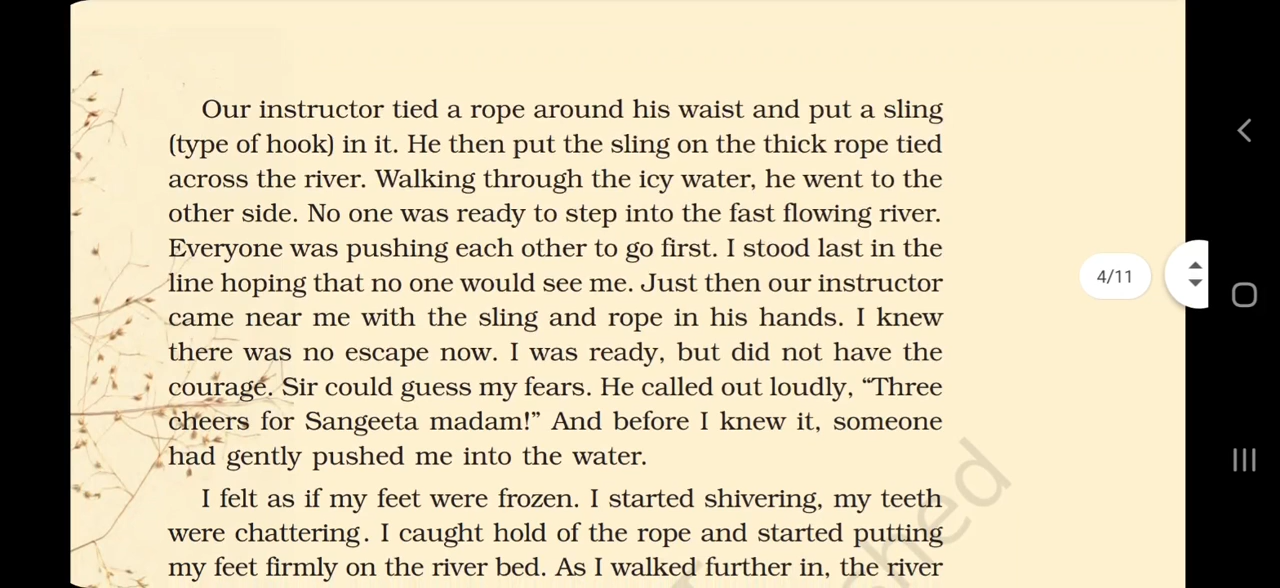 Our instructor tied a rope around his waist and put a sling
(type of hook) in it. He then put the sling on the thick rope tied
across the river. Walking through the icy water, he went to the
other side. No one was ready to step into the fast flowing river.
Everyone was pushing each other to go first. I stood last in the
line hoping that no one would see me. Just then our instructor
came near me with the sling and rope in his hands. I knew
there was no escape now. I was ready, but did not have the
courage. Sir could guess my fears. He called out loudly, “Three
cheers for Sangeeta madam!” And before I knew it, someone
had gently pushed me into the water.
I felt as if my feet were frozen. I started shivering, my teeth
were chattering. I caught hold of the rope and started putting
my feet firmly on the river bed. As I walked further in, the river
4/11